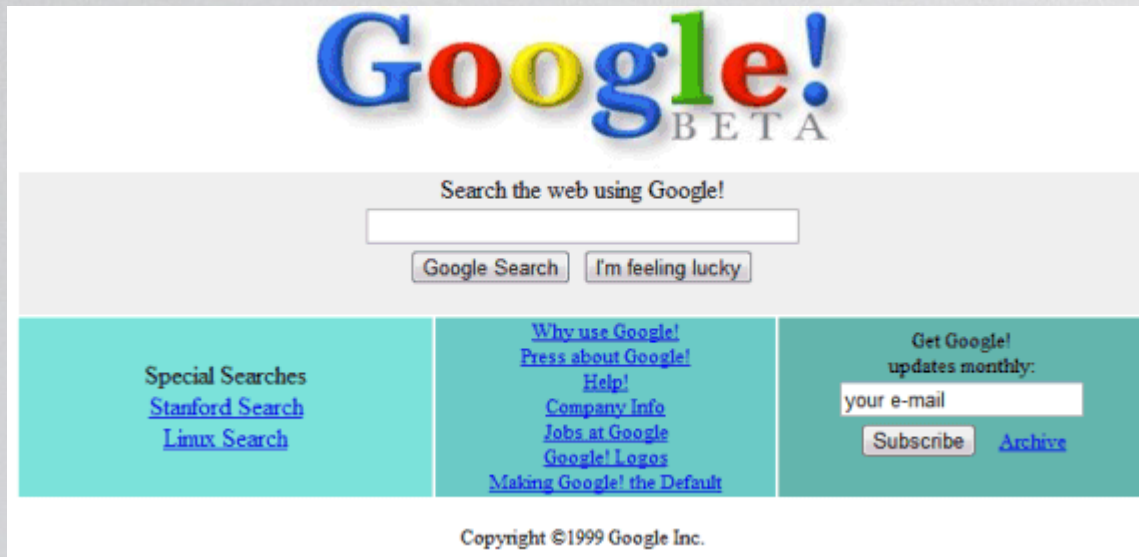 Google!
BETA
Search the web using Google!
Google Search I'm feeling lucky
Special Searches
Stanford Search
Linux Search
Why use Google!
Press about Google!
Help!
Company Info
Jobs at Google
Google! Logos
Making Google! the Default
Get Google!
updates monthly:
your e-mail
Subscribe Archive
Copyright ©1999 Google Inc.